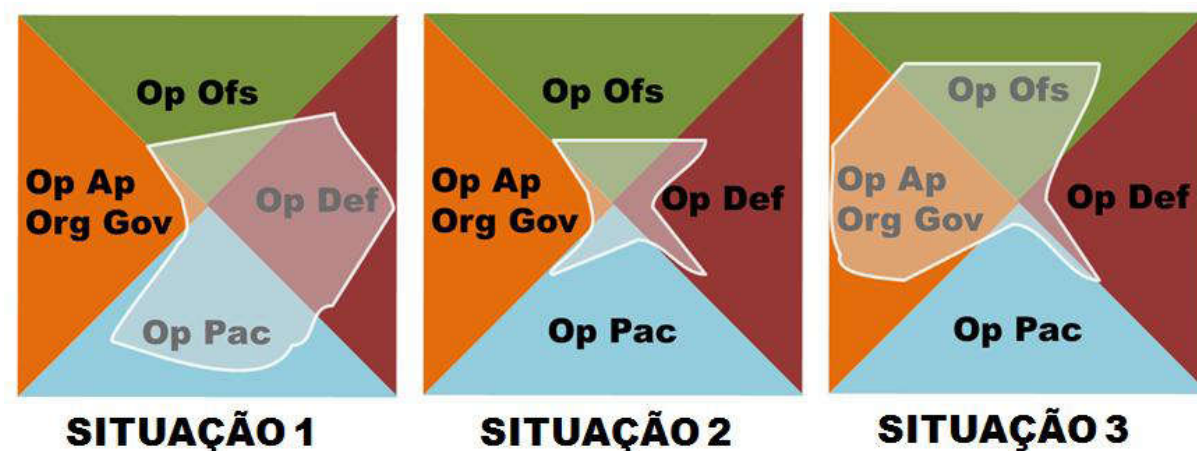 Op Ofs
Op Ap
Org Gov
Op Def
Op Pac
SITUAÇÃO 1
Op Ofs
Op Ap
Org Gov
Op Def
Op Pac
SITUAÇÃO 2
Op Ofs
Op Ap
Org Gov
Op Def
Op Pac
SITUAÇÃO 3